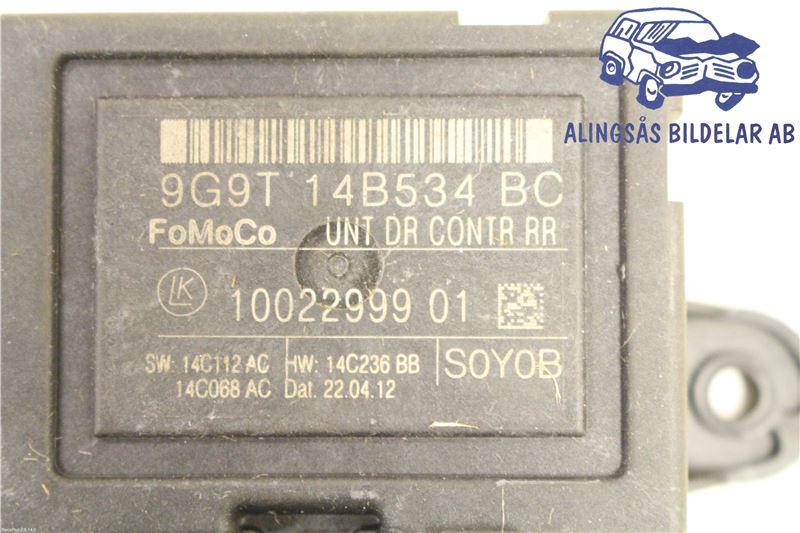 ALINGSÅS BILDELAR AB
9G9T 14B534 BC
FoMoCo UNT DR CONTR RR
LK 10022999 01
SW: 14C112 AC HW: 14C236 BB SOYOB
14C068 AC Dat. 22.04.12